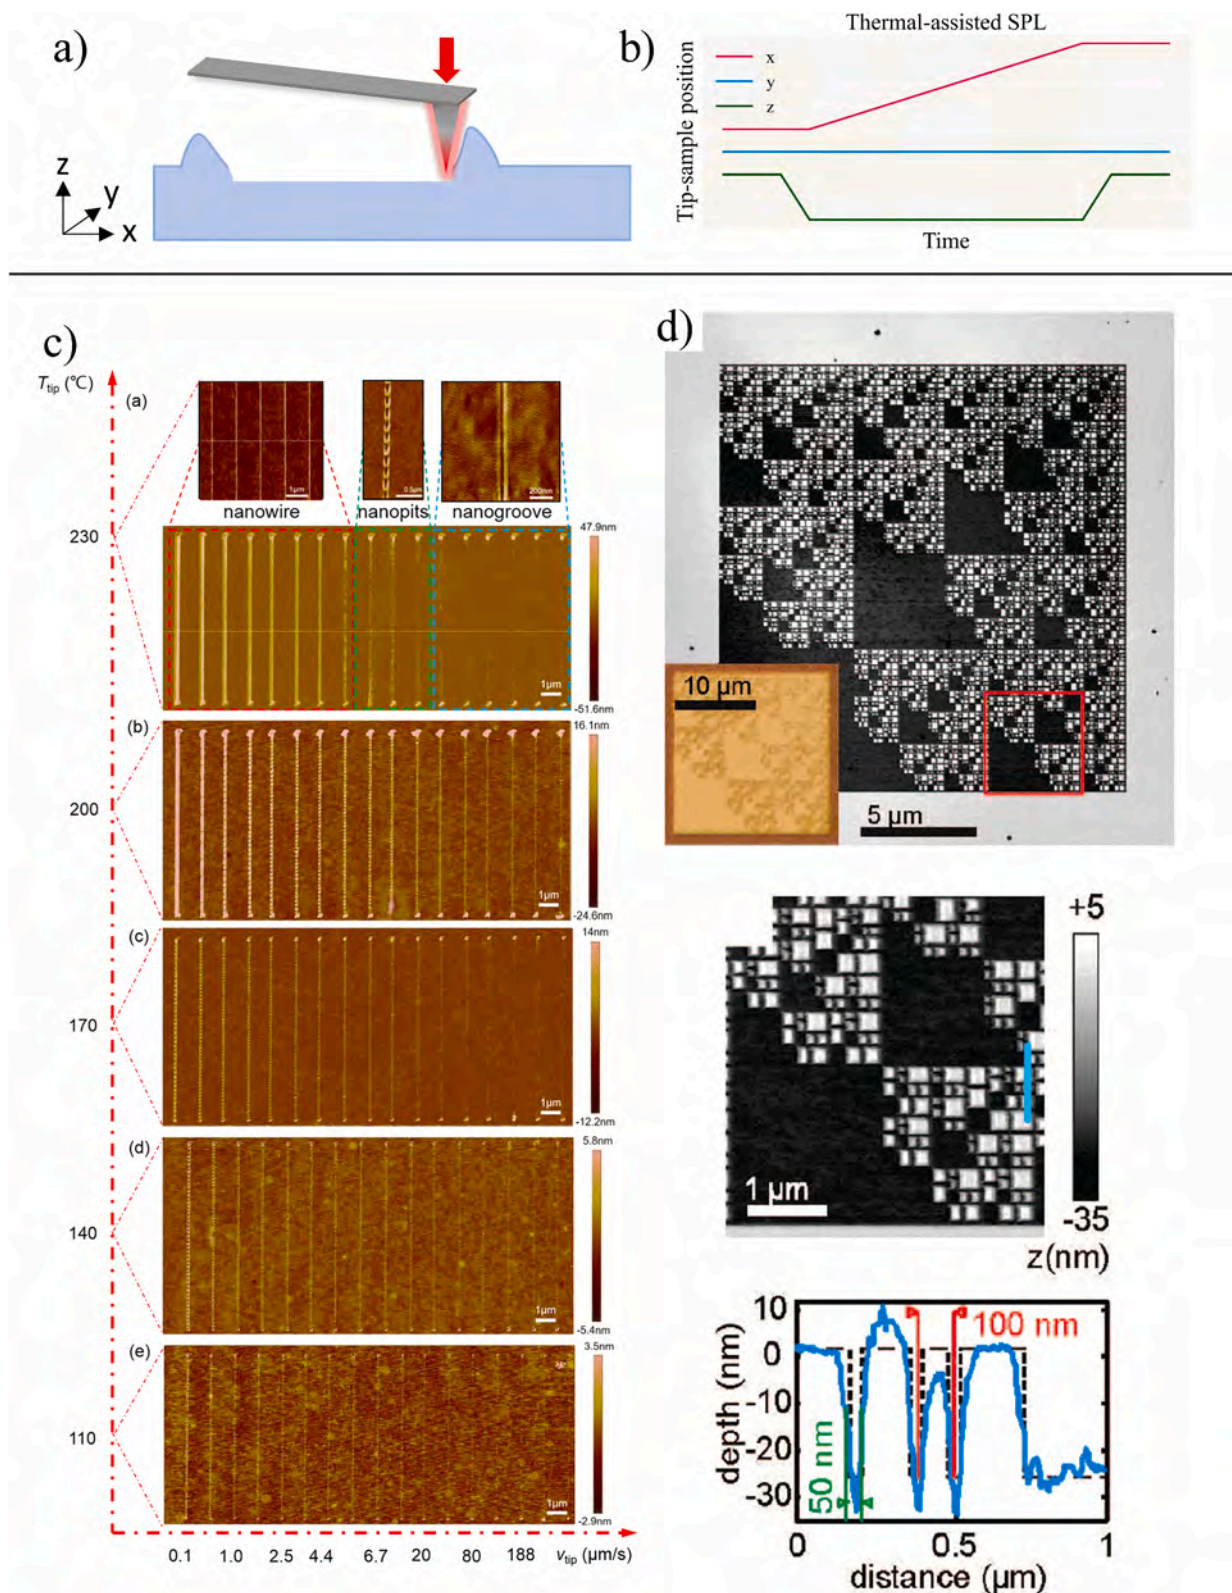 a)
z
y
x
b)
Thermal-assisted SPL
x
y
z
Tip-sample position
Time
c)
T_tip (°C)
(a)
1μm
0.5μm
200nm
nanowire
nanopits
nanogroove
47.9nm
230
1μm
-51.6nm
(b)
16.1nm
200
1μm
-24.6nm
(c)
14nm
170
1μm
-12.2nm
(d)
5.8nm
140
1μm
-5.4nm
(e)
3.5nm
110
1μm
-2.9nm
0.1 1.0 2.5 4.4 6.7 20 80 188 v_tip (μm/s)
d)
10 μm
5 μm
+5
1 μm
-35
z(nm)
10
0
-10
-20
-30
depth (nm)
100 nm
50 nm
0 0.5 1
distance (μm)